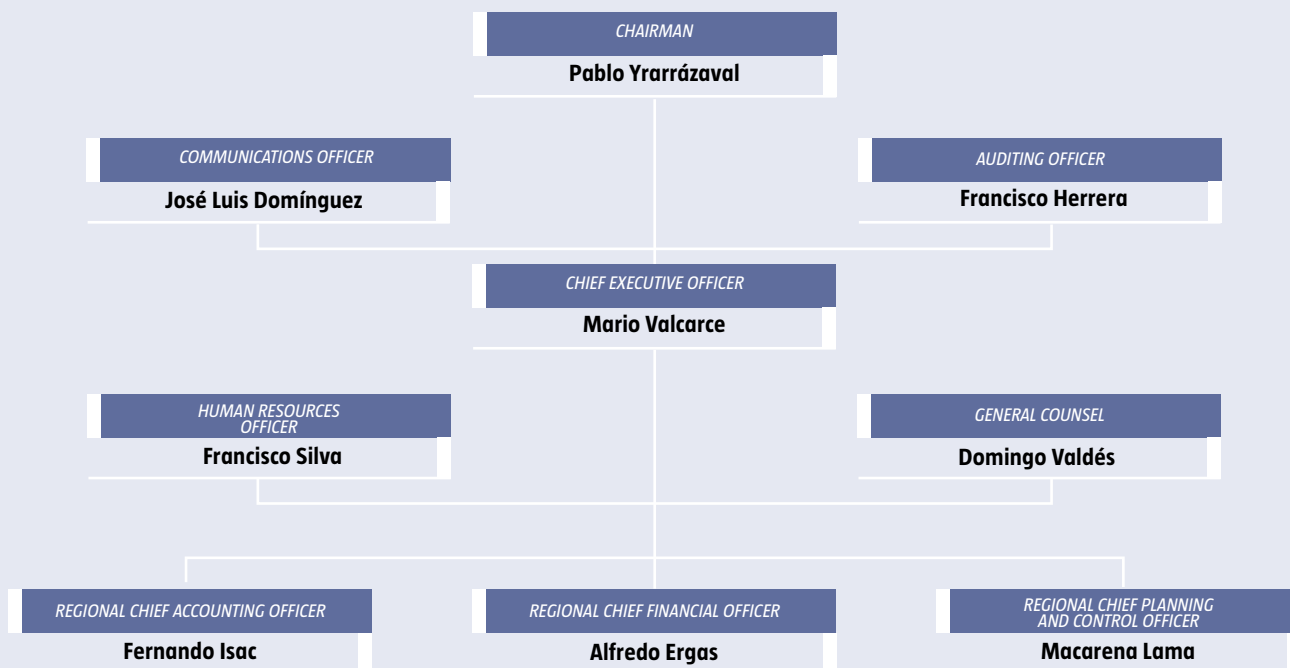 CHAIRMAN
Pablo Yrarrázaval
COMMUNICATIONS OFFICER
José Luis Domínguez
AUDITING OFFICER
Francisco Herrera
CHIEF EXECUTIVE OFFICER
Mario Valcarce
HUMAN RESOURCES
OFFICER
Francisco Silva
GENERAL COUNSEL
Domingo Valdés
REGIONAL CHIEF ACCOUNTING OFFICER
Fernando Isac
REGIONAL CHIEF FINANCIAL OFFICER
Alfredo Ergas
REGIONAL CHIEF PLANNING
AND CONTROL OFFICER
Macarena Lama